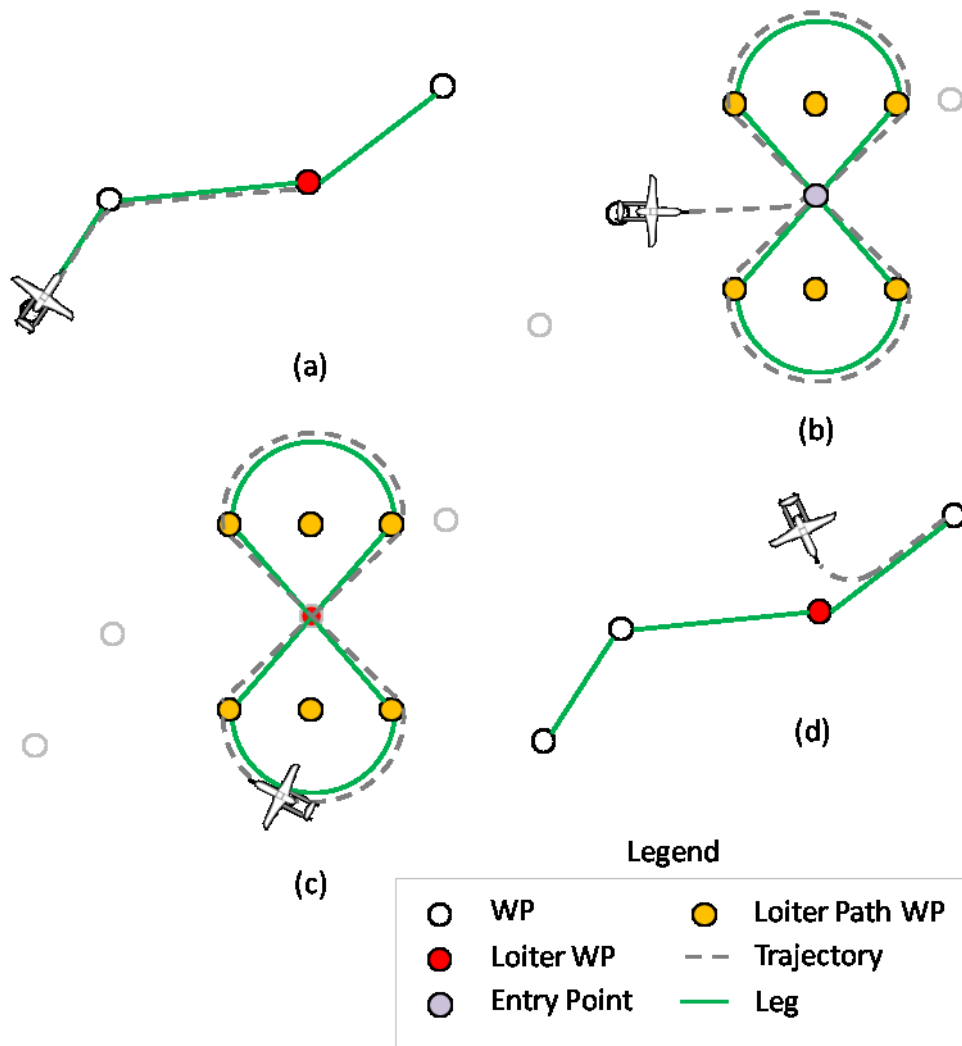 (a)
(b)
(c)
(d)
Legend
WP
Loiter Path WP
Loiter WP
Trajectory
Entry Point
Leg